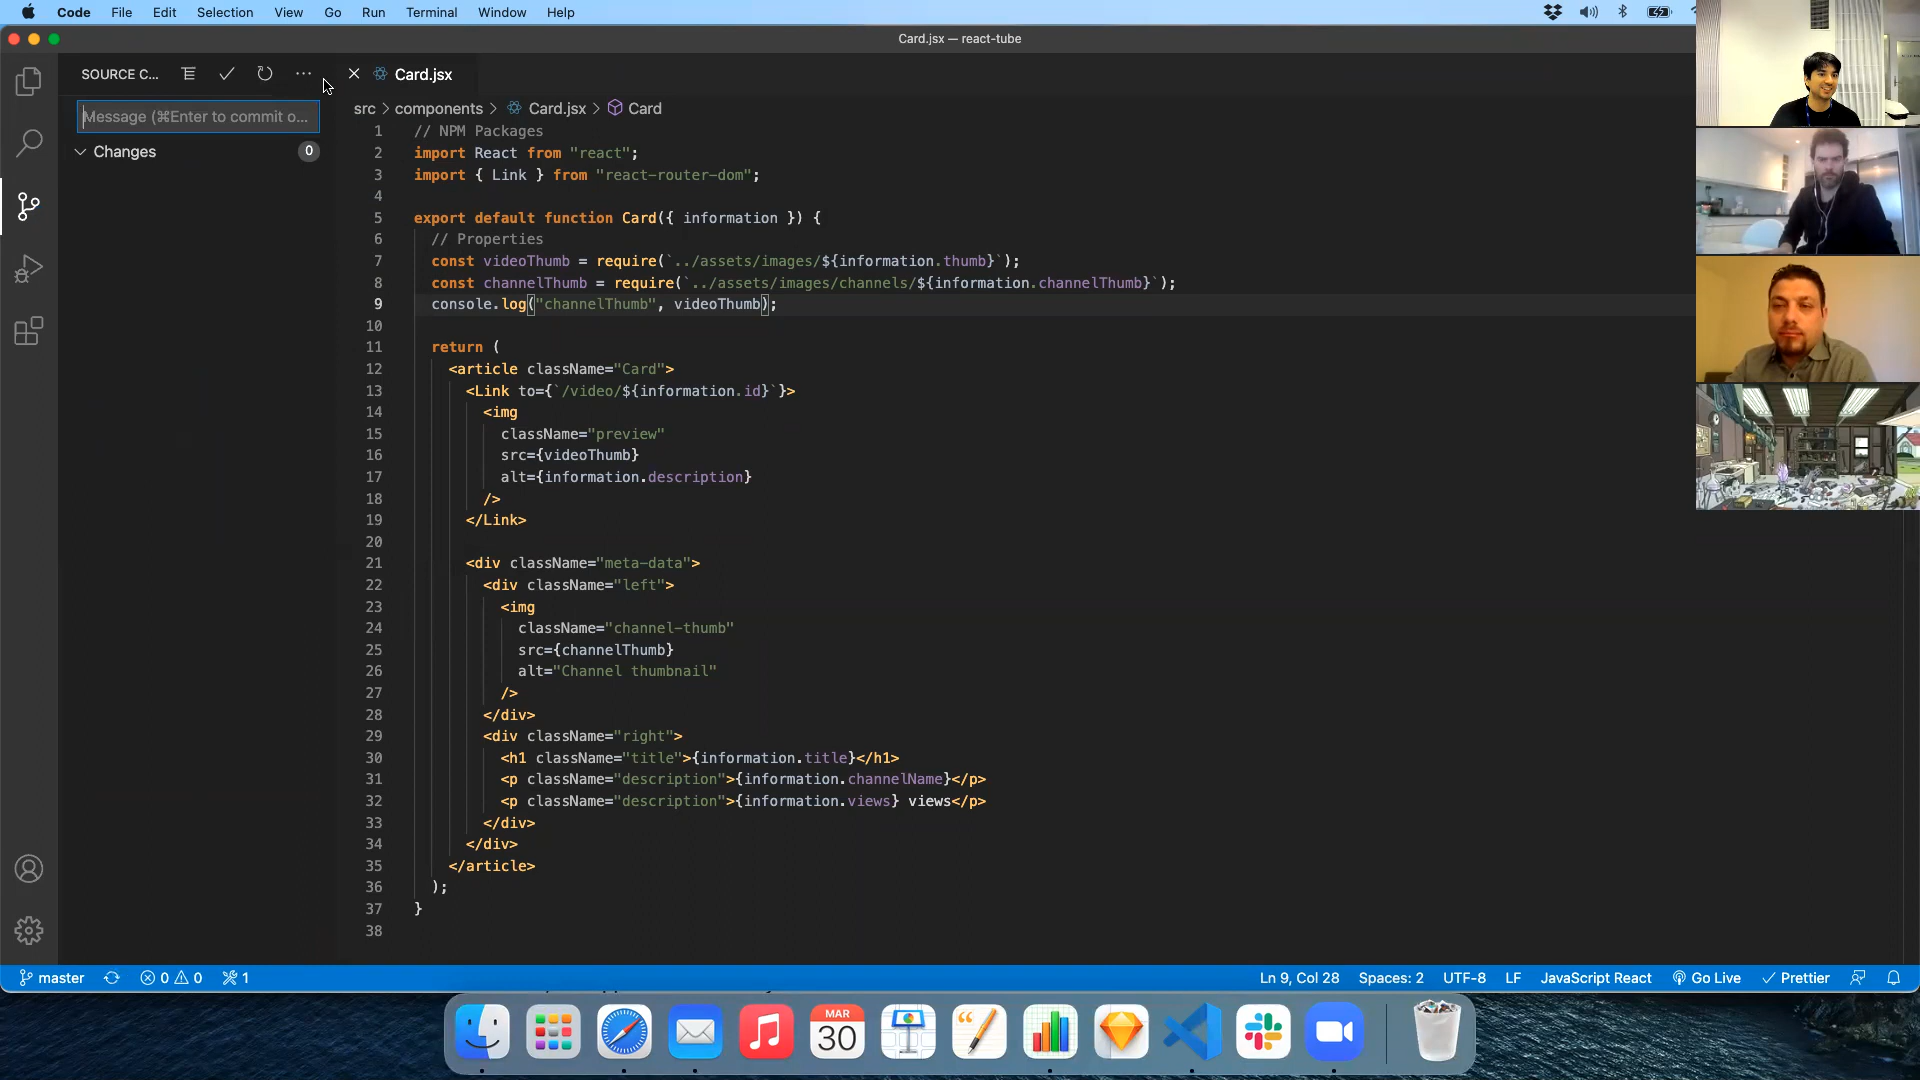 Code File Edit Selection View Go Run Terminal Window Help
Card.jsx — react-tube
SOURCE C...
Card.jsx
Message (⌘Enter to commit o...
src > components > Card.jsx > Card
Changes 0
1 // NPM Packages
2 import React from "react";
3 import { Link } from "react-router-dom";
4
5 export default function Card({ information }) {
6 // Properties
7 const videoThumb = require(`../assets/images/${information.thumb}`);
8 const channelThumb = require(`../assets/images/channels/${information.channelThumb}`);
9 console.log("channelThumb", videoThumb);
10
11 return (
12 <article className="Card">
13 <Link to={`/video/${information.id}`}>
14 <img
15 className="preview"
16 src={videoThumb}
17 alt={information.description}
18 />
19 </Link>
20
21 <div className="meta-data">
22 <div className="left">
23 <img
24 className="channel-thumb"
25 src={channelThumb}
26 alt="Channel thumbnail"
27 />
28 </div>
29 <div className="right">
30 <h1 className="title">{information.title}</h1>
31 <p className="description">{information.channelName}</p>
32 <p className="description">{information.views} views</p>
33 </div>
34 </div>
35 </article>
36 );
37 }
38
master 0 0 1 Ln 9, Col 28 Spaces: 2 UTF-8 LF JavaScript React Go Live Prettier
MAR
30